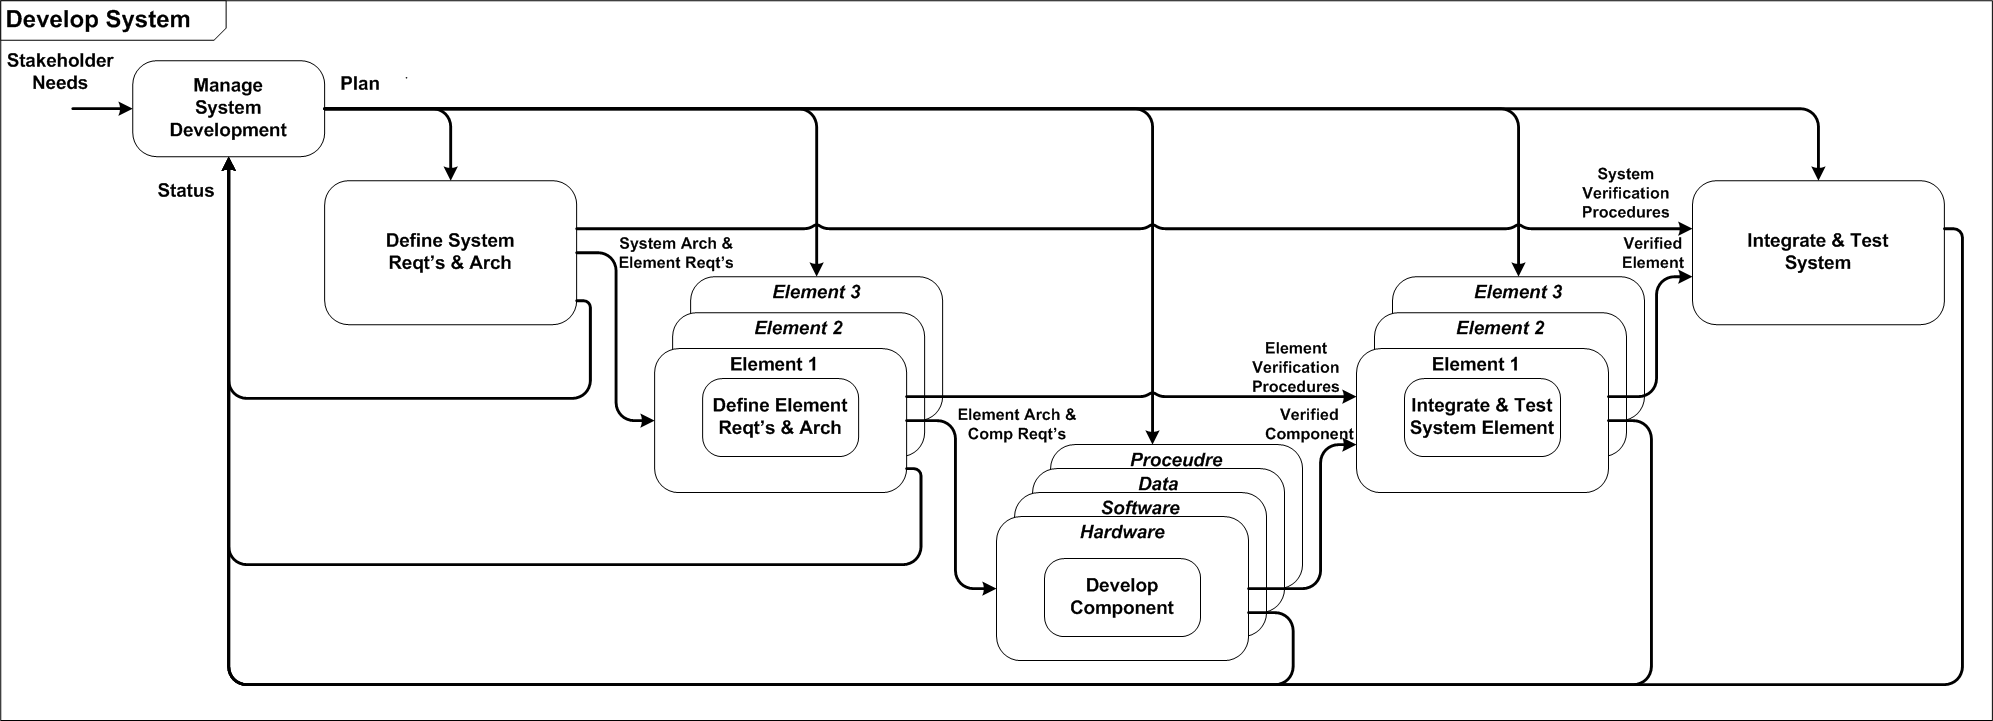 Develop System
Stakeholder
Needs
Manage
System
Development
Plan
Status
Define System
Reqt's & Arch
System Arch &
Element Reqt's
System
Verification
Procedures
Verified
Element
Integrate & Test
System
Element 3
Element 2
Element 1
Define Element
Reqt's & Arch
Element Arch &
Comp Reqt's
Element
Verification
Procedures
Verified
Component
Proceudre
Data
Software
Hardware
Develop
Component
Element 3
Element 2
Element 1
Integrate & Test
System Element